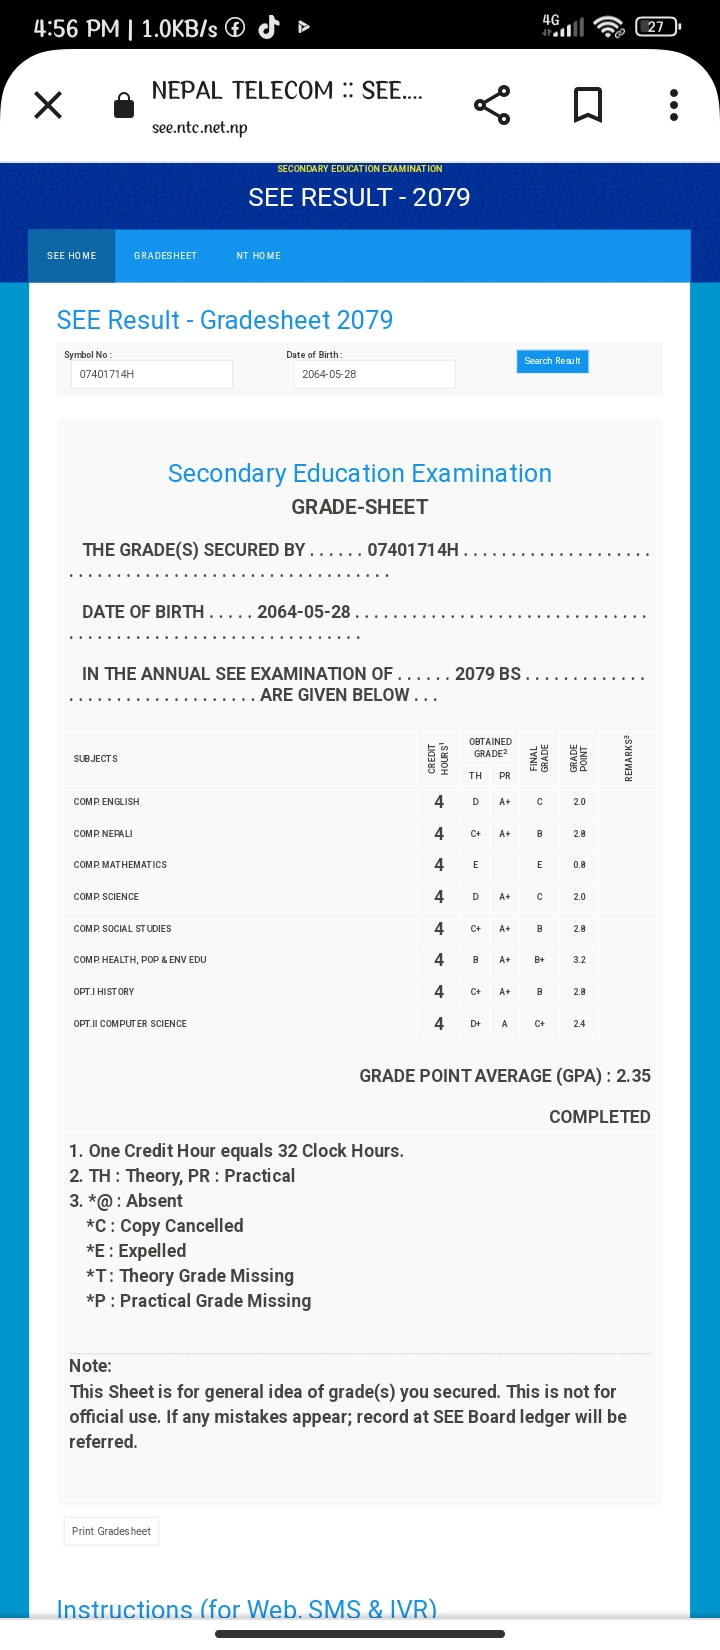 4:56 PM | 1.0KB/s
4G
27
NEPAL TELECOM :: SEE....
see.ntc.net.np
SECONDARY EDUCATION EXAMINATION
SEE RESULT - 2079
SEE HOME GRADESHEET NT HOME
SEE Result - Gradesheet 2079
Symbol No : Date of Birth :
07401714H 2064-05-28 Search Result
Secondary Education Examination
GRADE-SHEET
THE GRADE(S) SECURED BY . . . . . . 07401714H . . . . . . . . . . . . . . . . . . . .
. . . . . . . . . . . . . . . . . . . . . . . . . . . . . . . . . .
DATE OF BIRTH . . . . . 2064-05-28 . . . . . . . . . . . . . . . . . . . . . . . . . . . . . . .
. . . . . . . . . . . . . . . . . . . . . . . . . . . . . . .
IN THE ANNUAL SEE EXAMINATION OF . . . . . . 2079 BS . . . . . . . . . . . . .
. . . . . . . . . . . . . . . . . . . . ARE GIVEN BELOW . . .
SUBJECTS CREDIT HOURS¹ OBTAINED GRADE² TH PR FINAL GRADE GRADE POINT REMARKS³
COMP. ENGLISH 4 D A+ C 2.0
COMP. NEPALI 4 C+ A+ B 2.8
COMP. MATHEMATICS 4 E E 0.8
COMP. SCIENCE 4 D A+ C 2.0
COMP. SOCIAL STUDIES 4 C+ A+ B 2.8
COMP. HEALTH, POP & ENV EDU 4 B A+ B+ 3.2
OPT.I HISTORY 4 C+ A+ B 2.8
OPT.II COMPUTER SCIENCE 4 D+ A C+ 2.4
GRADE POINT AVERAGE (GPA) : 2.35
COMPLETED
1. One Credit Hour equals 32 Clock Hours.
2. TH : Theory, PR : Practical
3. *@ : Absent
*C : Copy Cancelled
*E : Expelled
*T : Theory Grade Missing
*P : Practical Grade Missing
Note:
This Sheet is for general idea of grade(s) you secured. This is not for
official use. If any mistakes appear; record at SEE Board ledger will be
referred.
Print Gradesheet
Instructions (for Web, SMS & IVR)